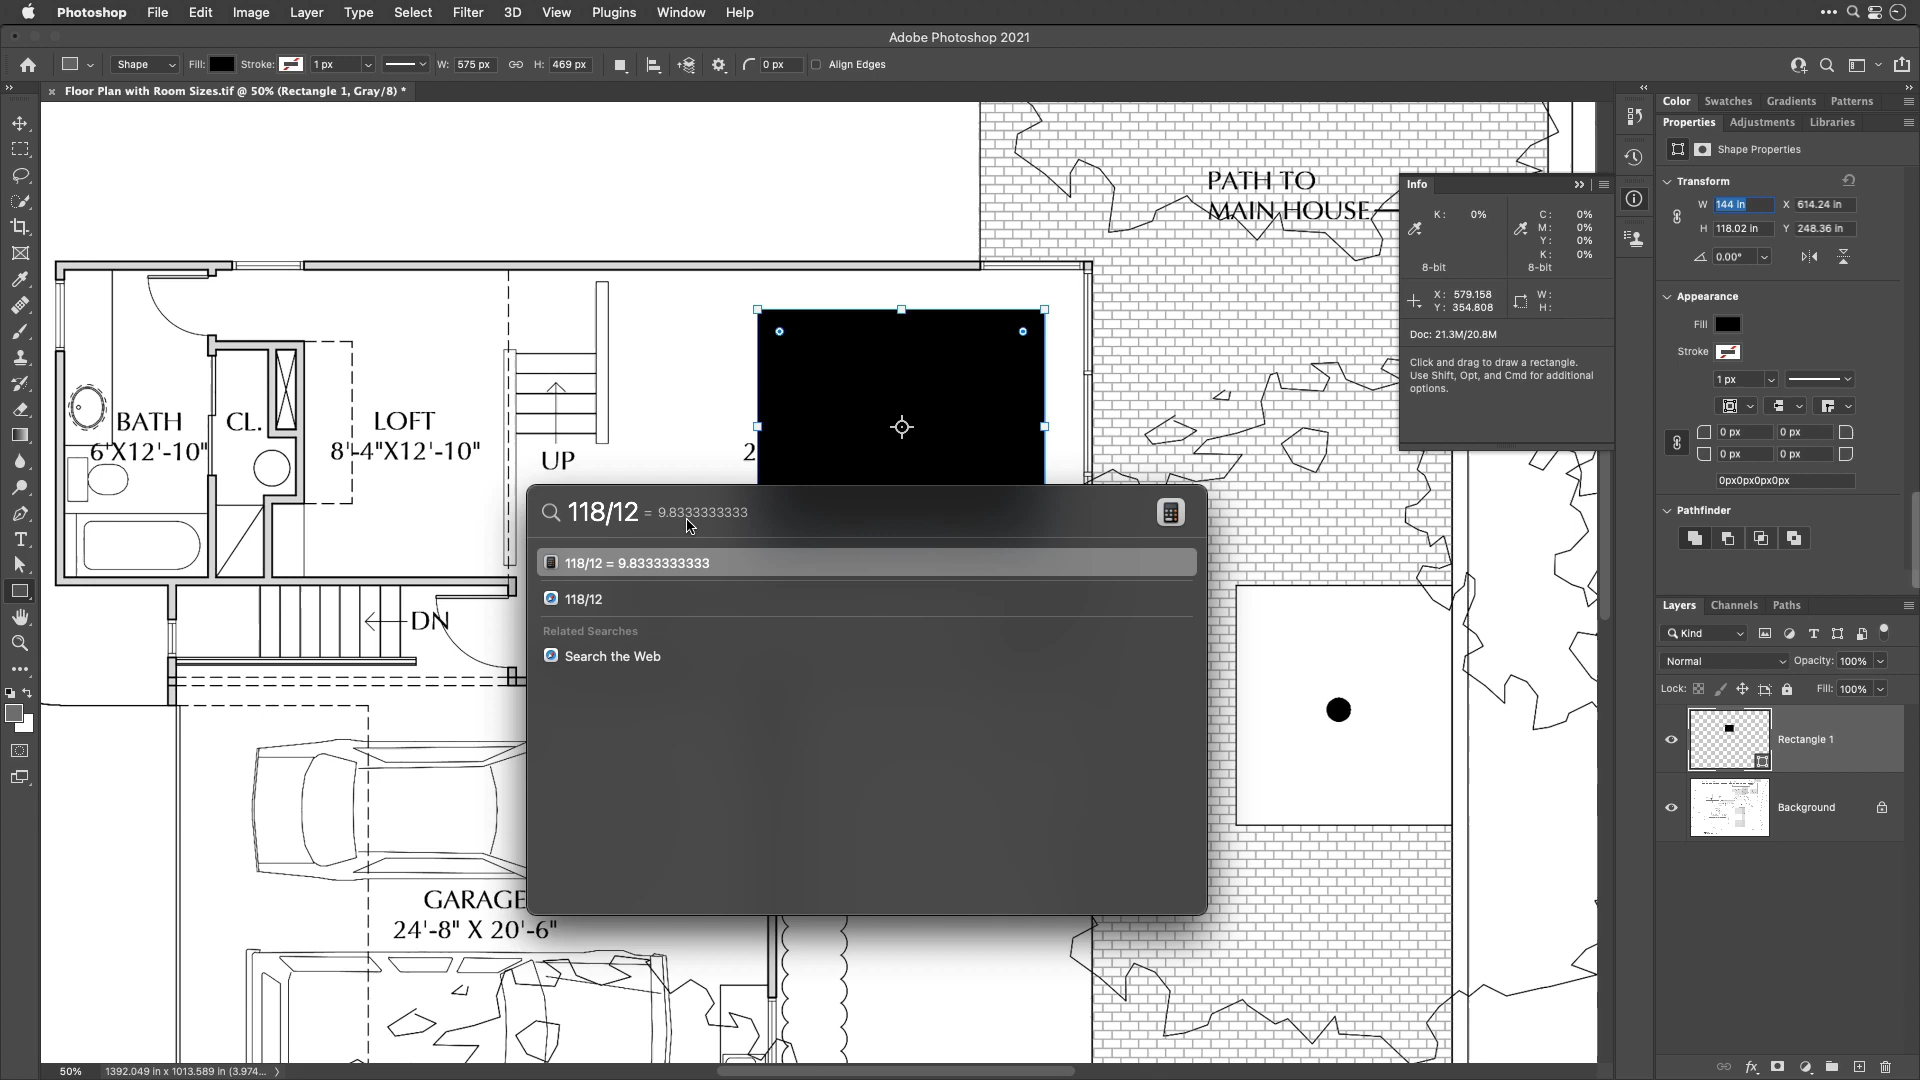 Photoshop File Edit Image Layer Type Select Filter 3D View Plugins Window Help
Adobe Photoshop 2021
Shape Fill: Stroke: 1 px W: 575 px H: 469 px 0 px Align Edges
× Floor Plan with Room Sizes.tif @ 50% (Rectangle 1, Gray/8) *
Color Swatches Gradients Patterns
Properties Adjustments Libraries
Shape Properties
Transform
W 144 in X 614.24 in
H 118.02 in Y 248.36 in
0.00°
Appearance
Fill
Stroke
1 px
0 px 0 px
0 px 0 px
0px0px0px0px
Pathfinder
Info
K: 0% C: 0%
M: 0%
Y: 0%
K: 0%
8-bit 8-bit
X: 579.158 W:
Y: 354.808 H:
Doc: 21.3M/20.8M
Click and drag to draw a rectangle.
Use Shift, Opt, and Cmd for additional
options.
PATH TO
MAIN HOUSE
BATH
6'X12'-10"
CL.
LOFT
8'-4"X12'-10"
UP
2
DN
GARAGE
24'-8" X 20'-6"
118/12 = 9.8333333333
118/12 = 9.8333333333
118/12
Related Searches
Search the Web
Layers Channels Paths
Kind
Normal Opacity: 100%
Lock: Fill: 100%
Rectangle 1
Background
fx
50% 1392.049 in x 1013.589 in (3.974...